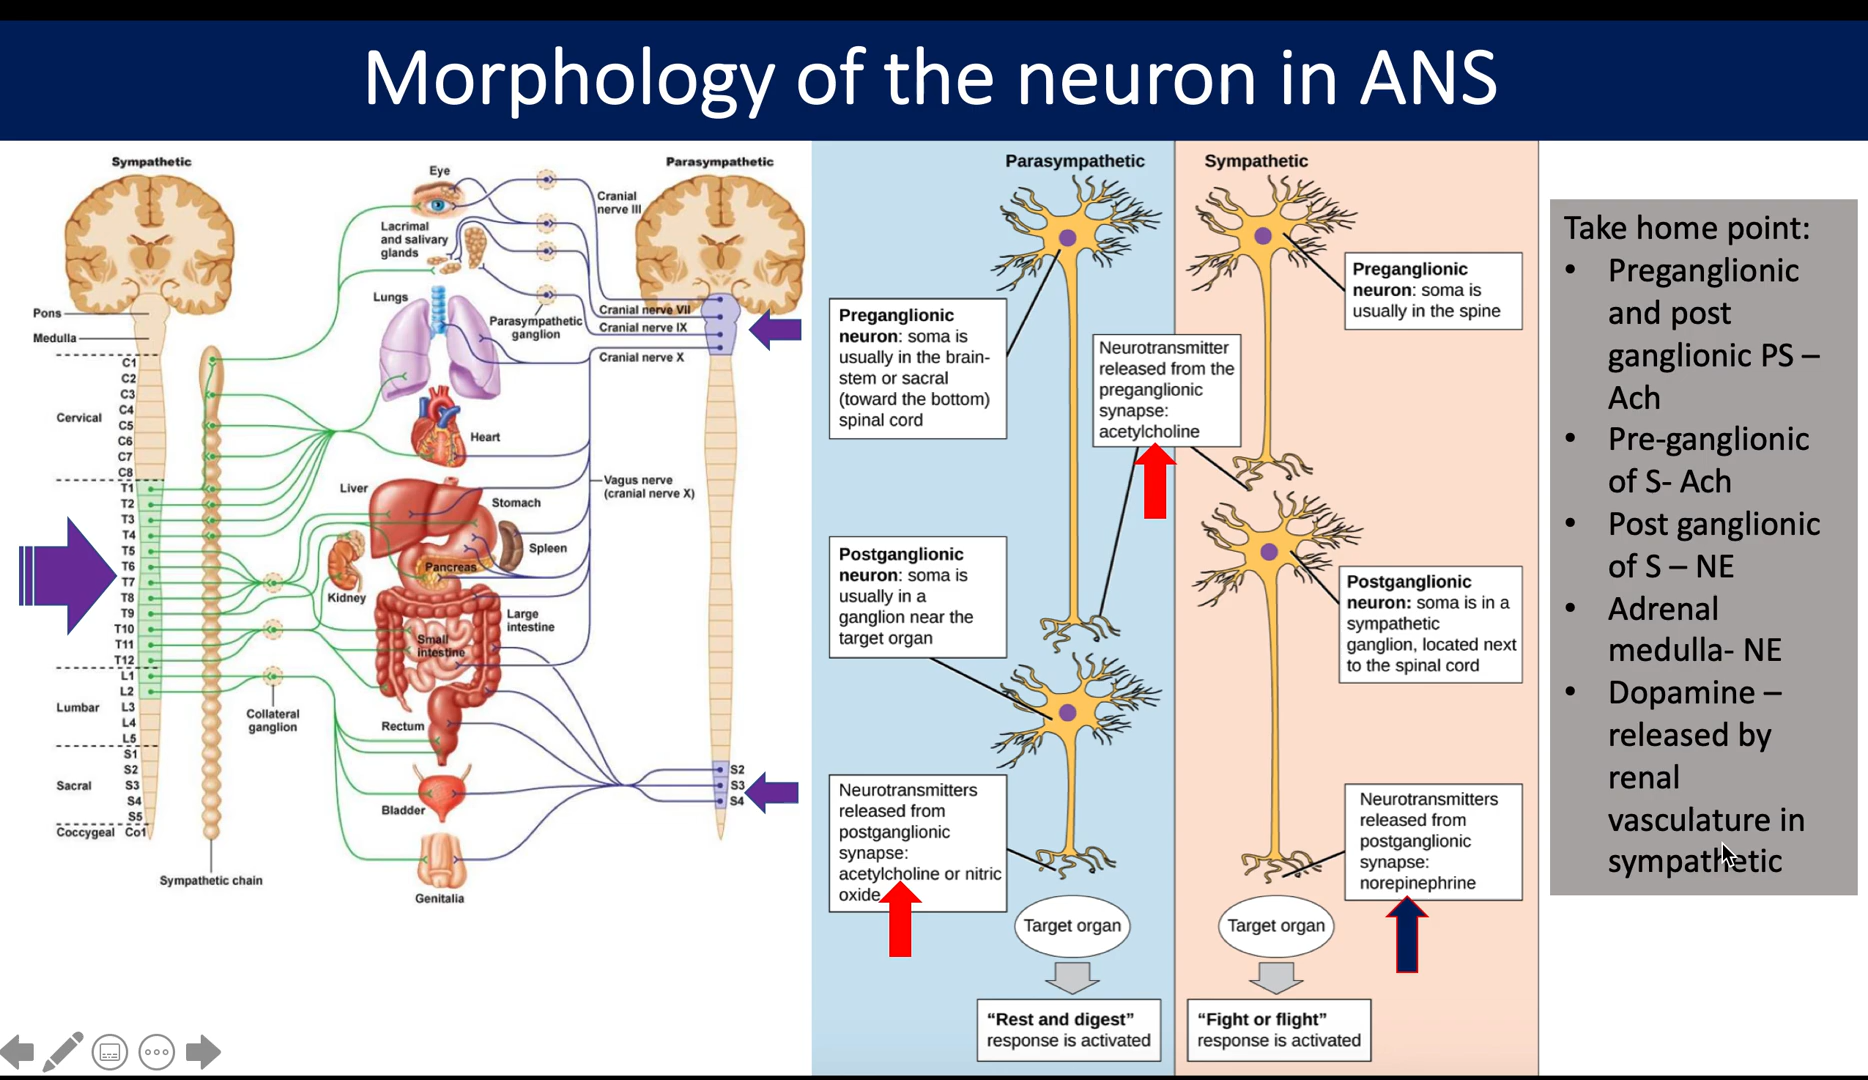 Morphology of the neuron in ANS
Sympathetic
Parasympathetic
Eye
Cranial
nerve III
Lacrimal
and salivary
glands
Lungs
Parasympathetic
ganglion
Cranial nerve VII
Cranial nerve IX
Cranial nerve X
Pons
Medulla
C1
C2
C3
C4
C5
C6
C7
C8
Cervical
Heart
T1
T2
T3
T4
T5
T6
T7
T8
T9
T10
T11
T12
Liver
Stomach
Vagus nerve
(cranial nerve X)
Spleen
Pancreas
Kidney
Large
intestine
Small
intestine
L1
L2
L3
L4
L5
Lumbar
Collateral
ganglion
Rectum
S1
S2
S3
S4
S5
Sacral
Coccygeal Co1
S2
S3
S4
Bladder
Sympathetic chain
Genitalia
Parasympathetic
Sympathetic
Preganglionic
neuron: soma is
usually in the brain-
stem or sacral
(toward the bottom)
spinal cord
Preganglionic
neuron: soma is
usually in the spine
Neurotransmitter
released from the
preganglionic
synapse:
acetylcholine
Postganglionic
neuron: soma is
usually in a
ganglion near the
target organ
Postganglionic
neuron: soma is in a
sympathetic
ganglion, located next
to the spinal cord
Neurotransmitters
released from
postganglionic
synapse:
acetylcholine or nitric
oxide
Neurotransmitters
released from
postganglionic
synapse:
norepinephrine
Target organ
Target organ
“Rest and digest”
response is activated
“Fight or flight”
response is activated
Take home point:
• Preganglionic
and post
ganglionic PS –
Ach
• Pre-ganglionic
of S- Ach
• Post ganglionic
of S – NE
• Adrenal
medulla- NE
• Dopamine –
released by
renal
vasculature in
sympathetic